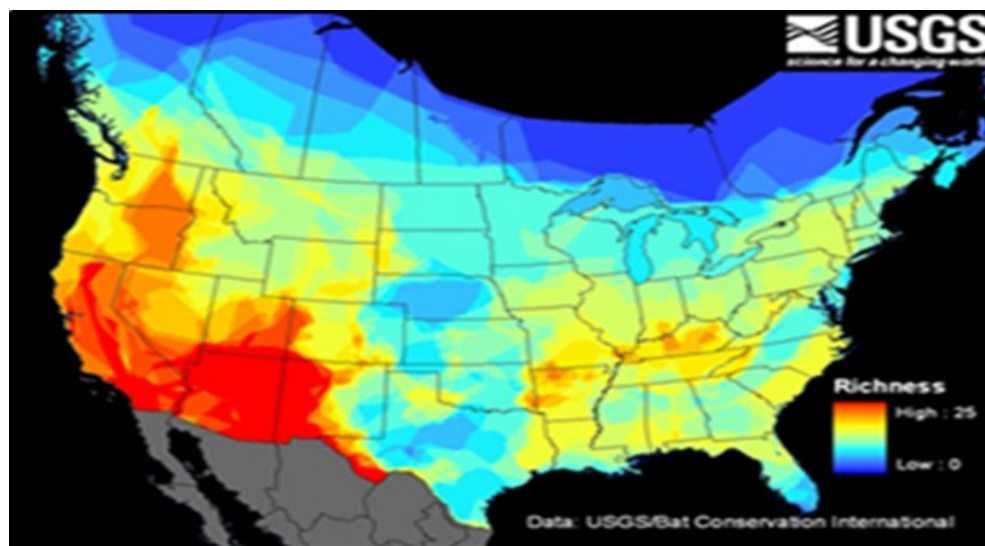 USGS
science for a changing world
Richness
High : 25
Low : 0
Data: USGS/Bat Conservation International